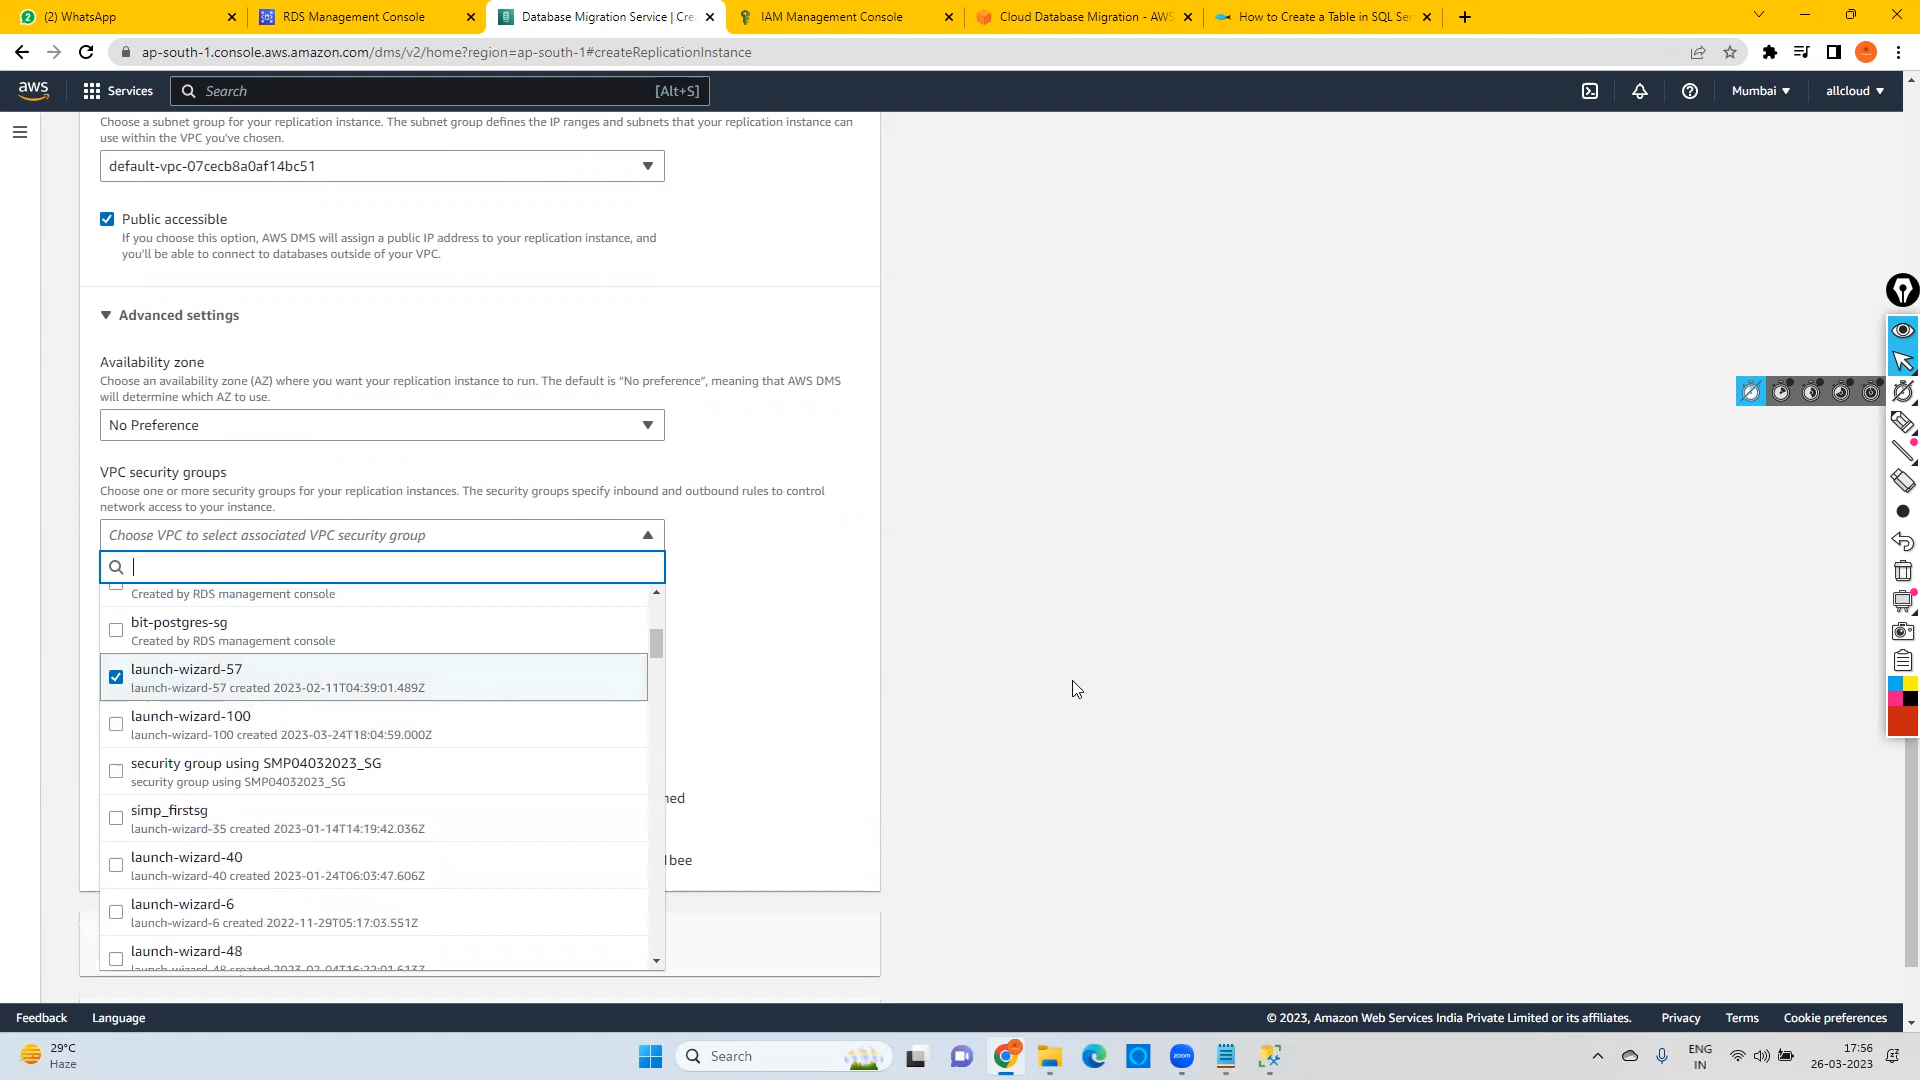 (2) WhatsApp
RDS Management Console
Database Migration Service | Cre
IAM Management Console
Cloud Database Migration - AWS
How to Create a Table in SQL Ser
ap-south-1.console.aws.amazon.com/dms/v2/home?region=ap-south-1#createReplicationInstance
aws
Services
Search
[Alt+S]
Mumbai
allcloud
Choose a subnet group for your replication instance. The subnet group defines the IP ranges and subnets that your replication instance can
use within the VPC you've chosen.
default-vpc-07cecb8a0af14bc51
Public accessible
If you choose this option, AWS DMS will assign a public IP address to your replication instance, and
you'll be able to connect to databases outside of your VPC.
Advanced settings
Availability zone
Choose an availability zone (AZ) where you want your replication instance to run. The default is “No preference”, meaning that AWS DMS
will determine which AZ to use.
No Preference
VPC security groups
Choose one or more security groups for your replication instances. The security groups specify inbound and outbound rules to control
network access to your instance.
Choose VPC to select associated VPC security group
Created by RDS management console
bit-postgres-sg
Created by RDS management console
launch-wizard-57
launch-wizard-57 created 2023-02-11T04:39:01.489Z
launch-wizard-100
launch-wizard-100 created 2023-03-24T18:04:59.000Z
security group using SMP04032023_SG
security group using SMP04032023_SG
simp_firstsg
launch-wizard-35 created 2023-01-14T14:19:42.036Z
ned
launch-wizard-40
launch-wizard-40 created 2023-01-24T06:03:47.606Z
bee
launch-wizard-6
launch-wizard-6 created 2022-11-29T05:17:03.551Z
launch-wizard-48
launch-wizard-48 created 2023-02-04T16:22:01.613Z
Feedback
Language
© 2023, Amazon Web Services India Private Limited or its affiliates.
Privacy
Terms
Cookie preferences
29°C
Haze
Search
zoom
ENG
IN
17:56
26-03-2023